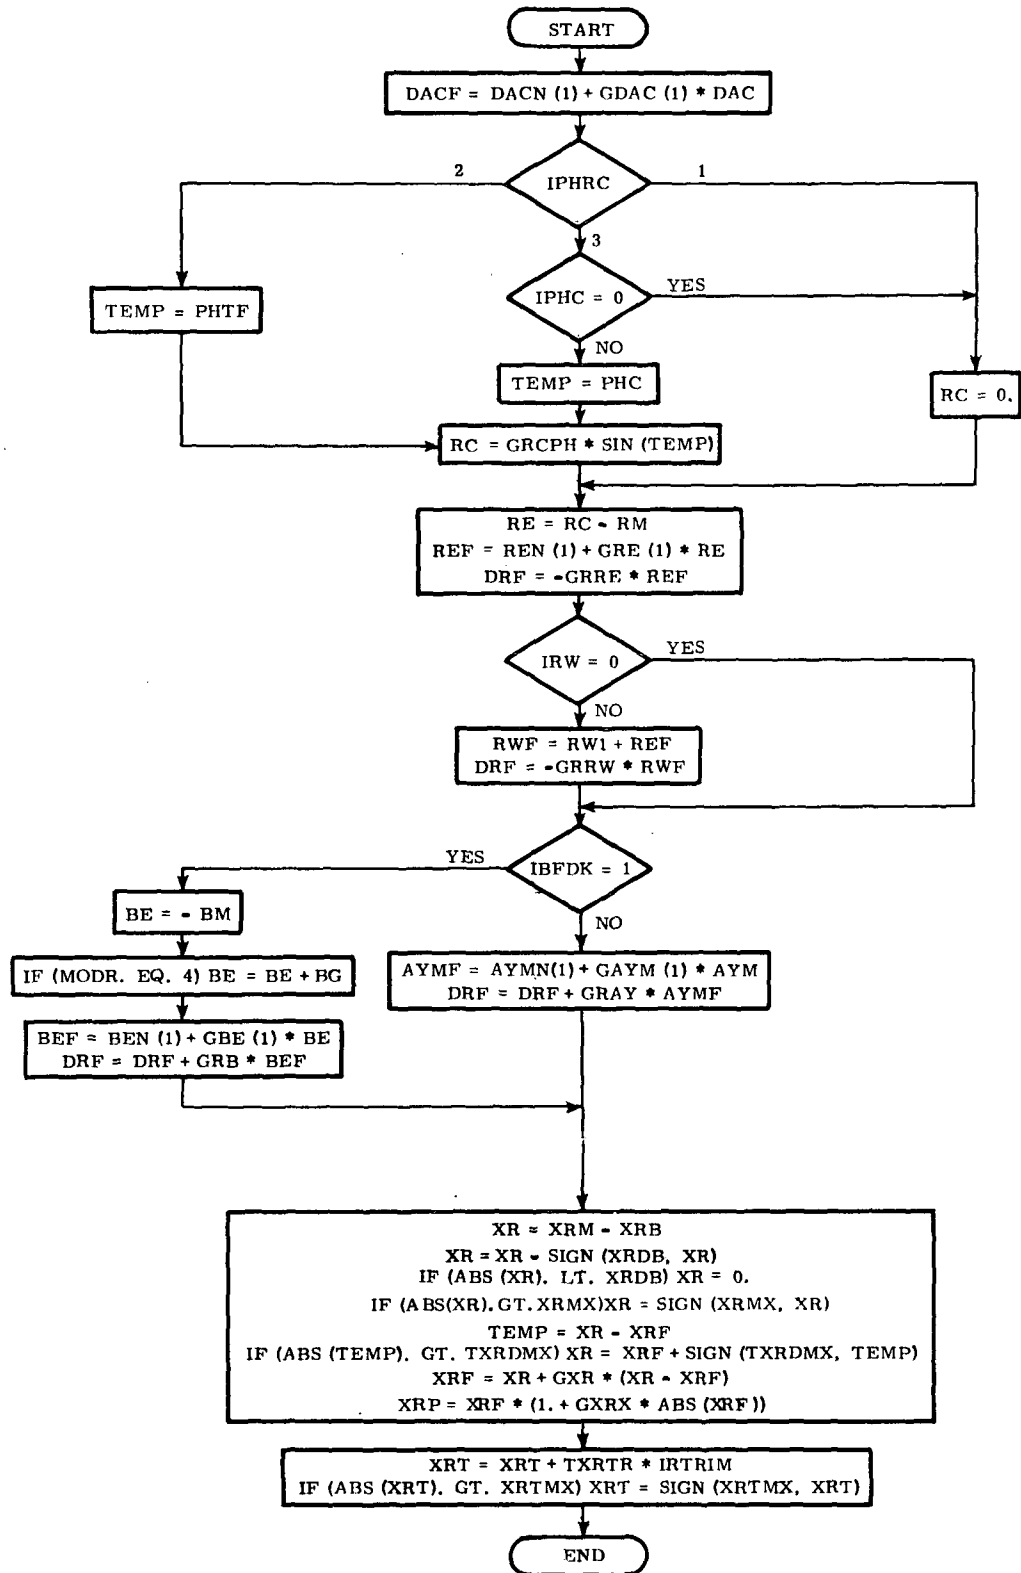 START
DACF = DACN (1) + GDAC (1) * DAC
2
IPHRC
1
3
TEMP = PHTF
IPHC = 0
YES
NO
TEMP = PHC
RC = 0.
RC = GRCPH * SIN (TEMP)
RE = RC - RM
REF = REN (1) + GRE (1) * RE
DRF = -GRRE * REF
IRW = 0
YES
NO
RWF = RW1 + REF
DRF = -GRRW * RWF
YES
IBFDK = 1
NO
BE = - BM
IF (MODR. EQ. 4) BE = BE + BG
BEF = BEN (1) + GBE (1) * BE
DRF = DRF + GRB * BEF
AYMF = AYMN(1) + GAYM (1) * AYM
DRF = DRF + GRAY * AYMF
XR = XRM - XRB
XR = XR - SIGN (XRDB, XR)
IF (ABS (XR). LT. XRDB) XR = 0.
IF (ABS(XR). GT. XRMX)XR = SIGN (XRMX, XR)
TEMP = XR - XRF
IF (ABS (TEMP). GT. TXRDMX) XR = XRF + SIGN (TXRDMX, TEMP)
XRF = XR + GXR * (XR - XRF)
XRP = XRF * (1. + GXRX * ABS (XRF))
XRT = XRT + TXRTR * IRTRIM
IF (ABS (XRT). GT. XRTMX) XRT = SIGN (XRTMX, XRT)
END